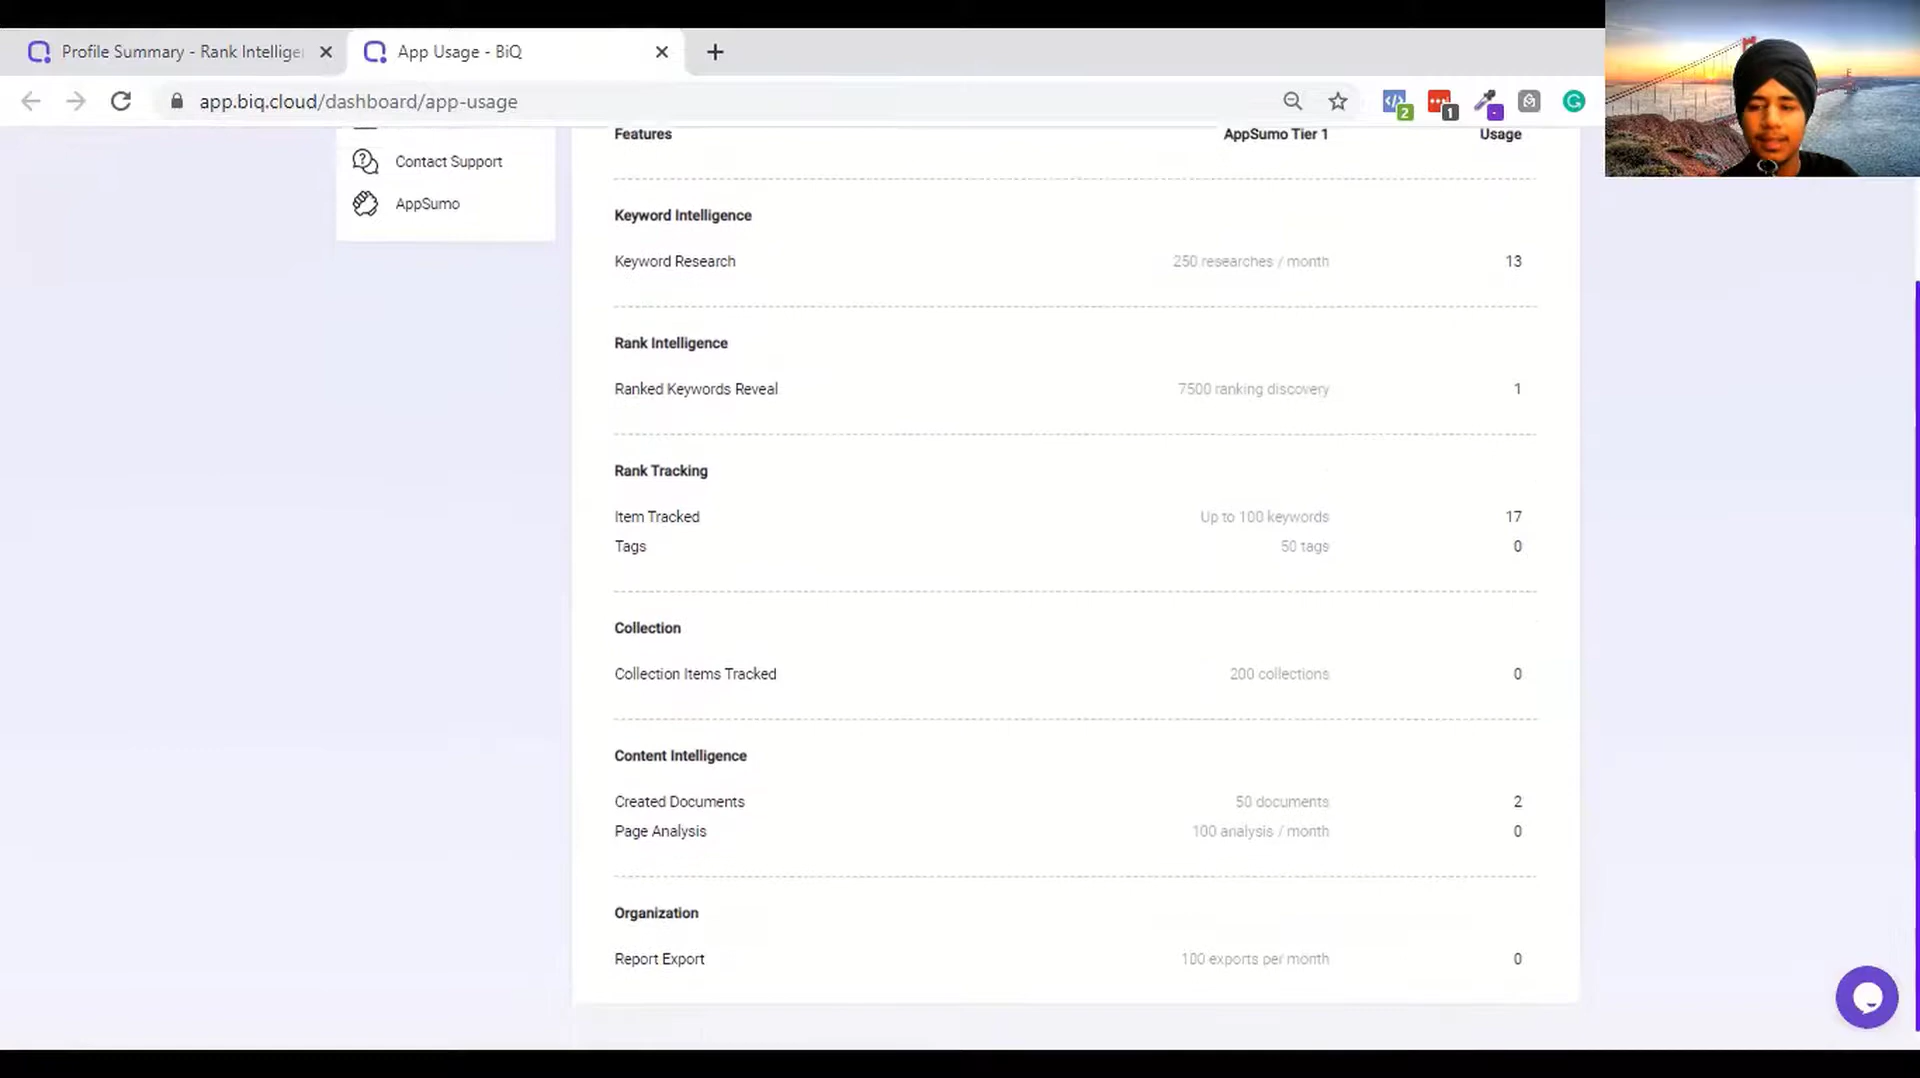 Profile Summary - Rank Intellige
App Usage - BiQ
app.biq.cloud/dashboard/app-usage
2
1
Features AppSumo Tier 1 Usage
Contact Support
AppSumo
Keyword Intelligence
Keyword Research 250 researches / month 13
Rank Intelligence
Ranked Keywords Reveal 7500 ranking discovery 1
Rank Tracking
Item Tracked Up to 100 keywords 17
Tags 50 tags 0
Collection
Collection Items Tracked 200 collections 0
Content Intelligence
Created Documents 50 documents 2
Page Analysis 100 analysis / month 0
Organization
Report Export 100 exports per month 0